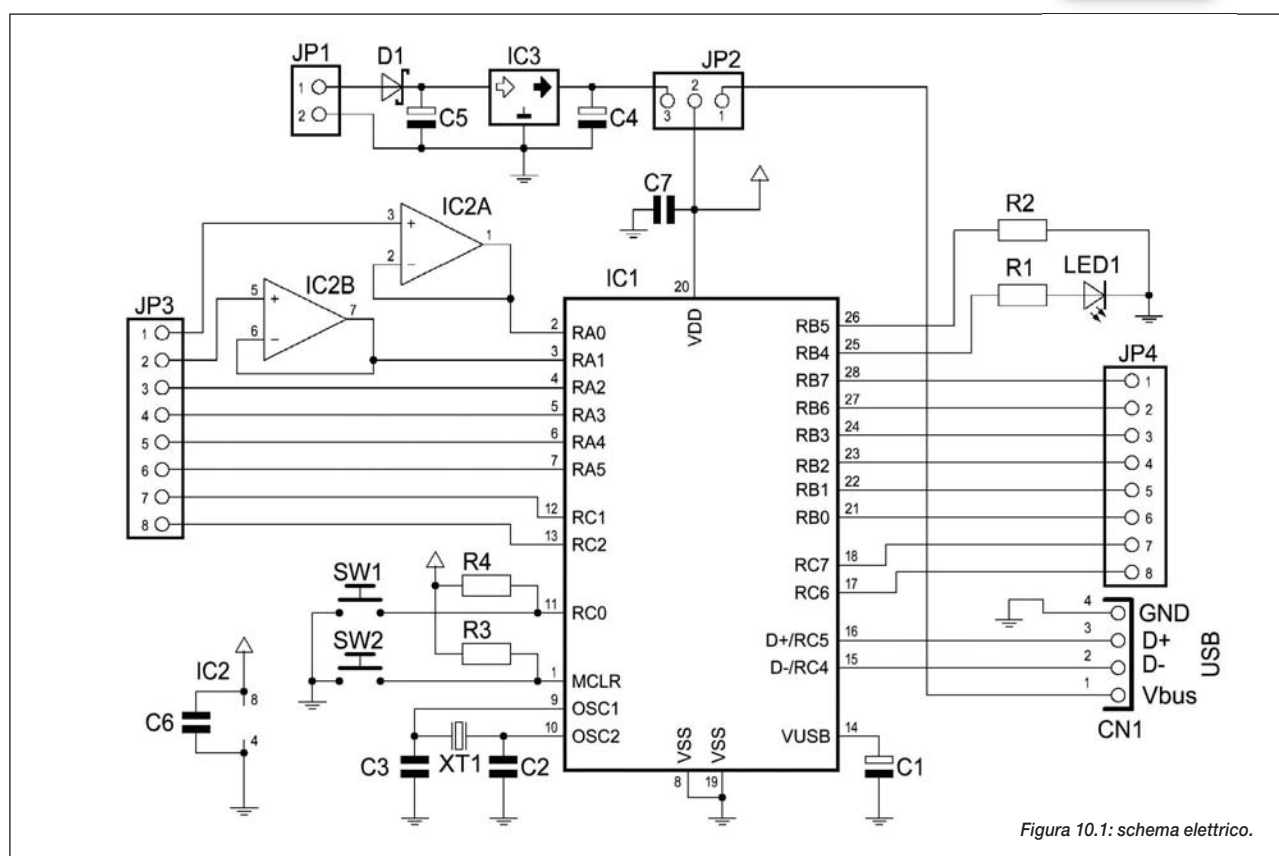 JP1
1
2
D1
C5
IC3
C4
JP2
3
2
1
C7
IC2A
3
+
2
−
1
IC2B
5
+
6
−
7
JP3
1
2
3
4
5
6
7
8
IC1
20
VDD
2 RA0
3 RA1
4 RA2
5 RA3
6 RA4
7 RA5
12 RC1
13 RC2
11 RC0
1 MCLR
9 OSC1
10 OSC2
RB5 26
RB4 25
RB7 28
RB6 27
RB3 24
RB2 23
RB1 22
RB0 21
RC7 18
RC6 17
D+/RC5 16
D-/RC4 15
VUSB 14
VSS
VSS
8
19
R2
R1
LED1
JP4
1
2
3
4
5
6
7
8
4 GND
3 D+
2 D-
1 Vbus
USB
CN1
C1
SW1
R4
SW2
R3
IC2
8
4
C6
C3
XT1
C2
Figura 10.1: schema elettrico.